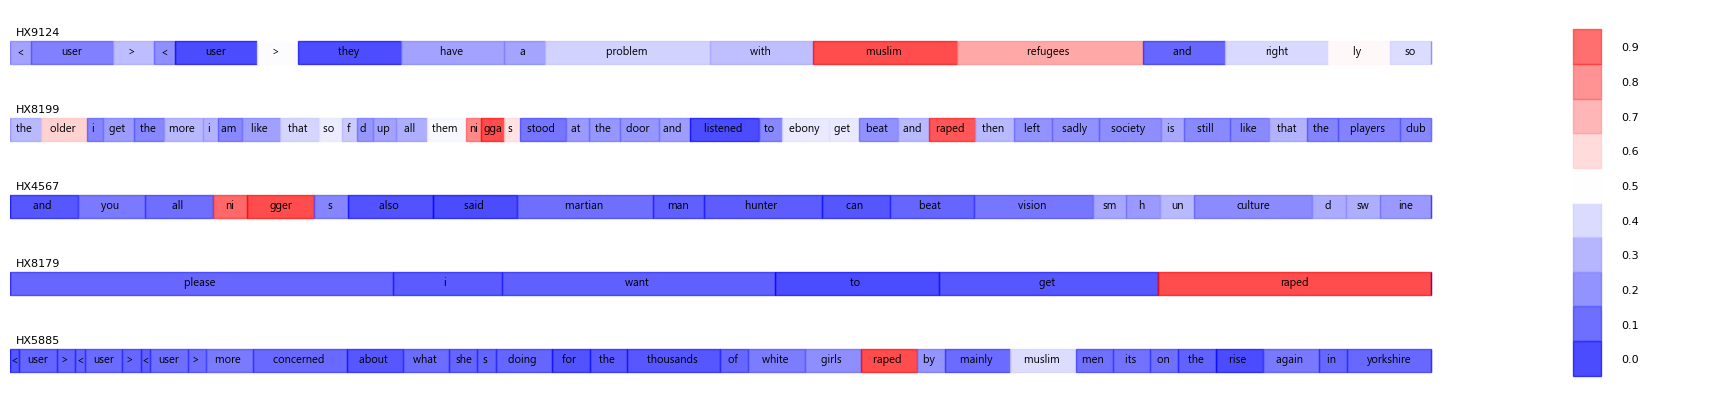 HX9124
< user > < user > they have a problem with muslim refugees and right ly so
HX8199
the older i get the more i am like that so f d up all them ni gga s stood at the door and listened to ebony get beat and raped then left sadly society is still like that the players club
HX4567
and you all ni gger s also said martian man hunter can beat vision sm h un culture d sw ine
HX8179
please i want to get raped
HX5885
< user > < user > < user > more concerned about what she s doing for the thousands of white girls raped by mainly muslim men its on the rise again in yorkshire
0.9
0.8
0.7
0.6
0.5
0.4
0.3
0.2
0.1
0.0